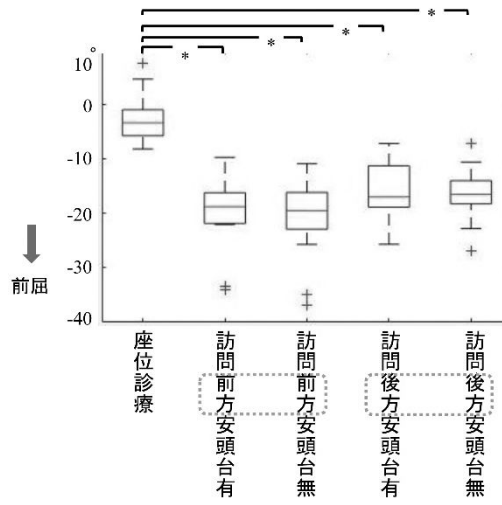 *
*
*
*
°
10
0
-10
-20
-30
-40
前屈
座位診療
訪問前方安頭台有
訪問前方安頭台無
訪問後方安頭台有
訪問後方安頭台無